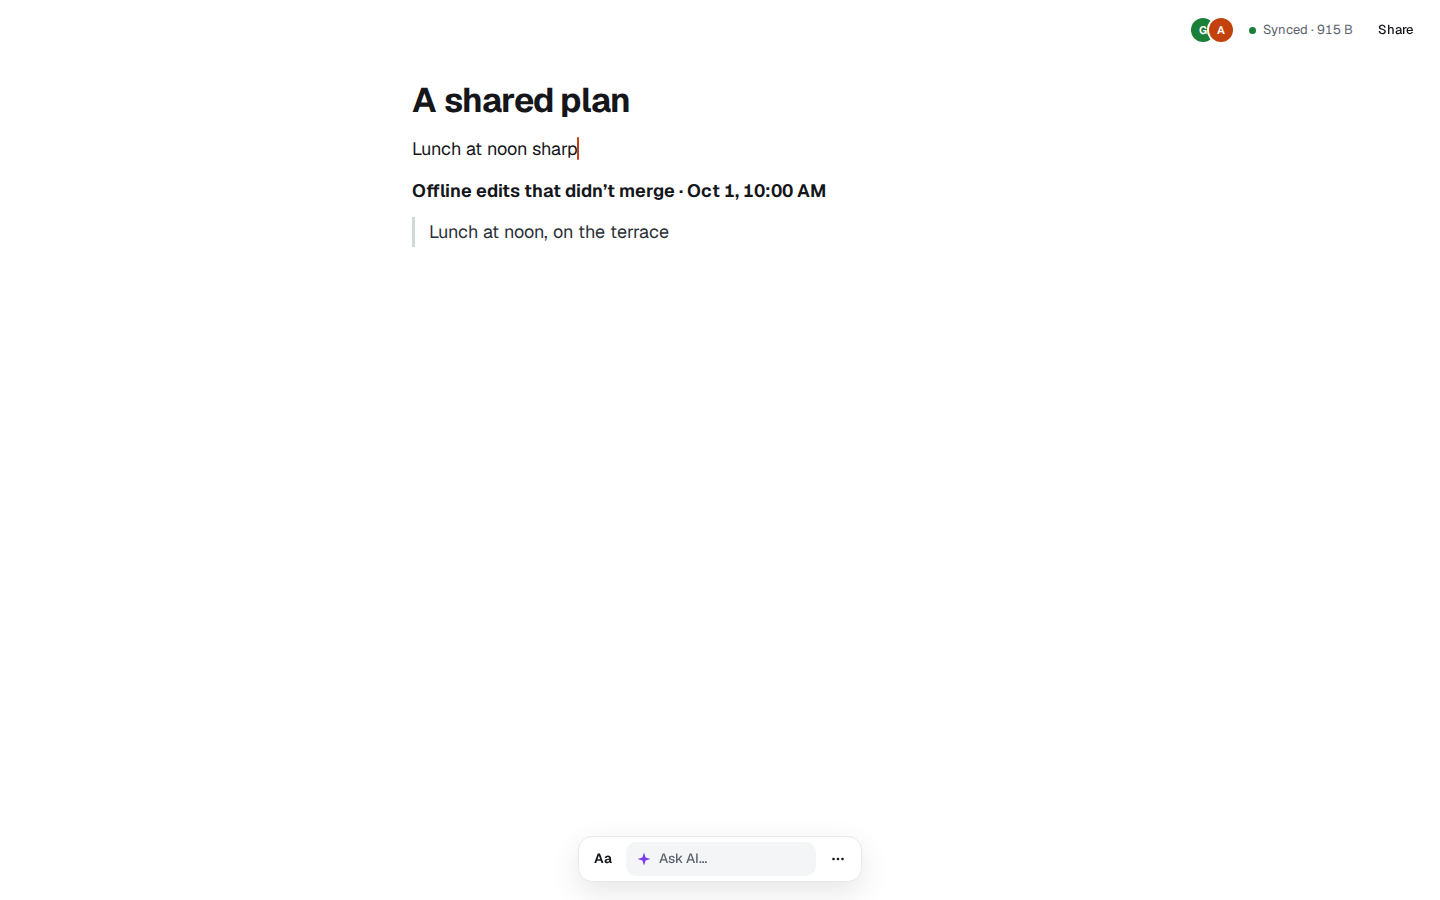 G A Synced · 915 B Share
A shared plan
Lunch at noon sharp
Offline edits that didn’t merge · Oct 1, 10:00 AM
Lunch at noon, on the terrace
Aa Ask AI...